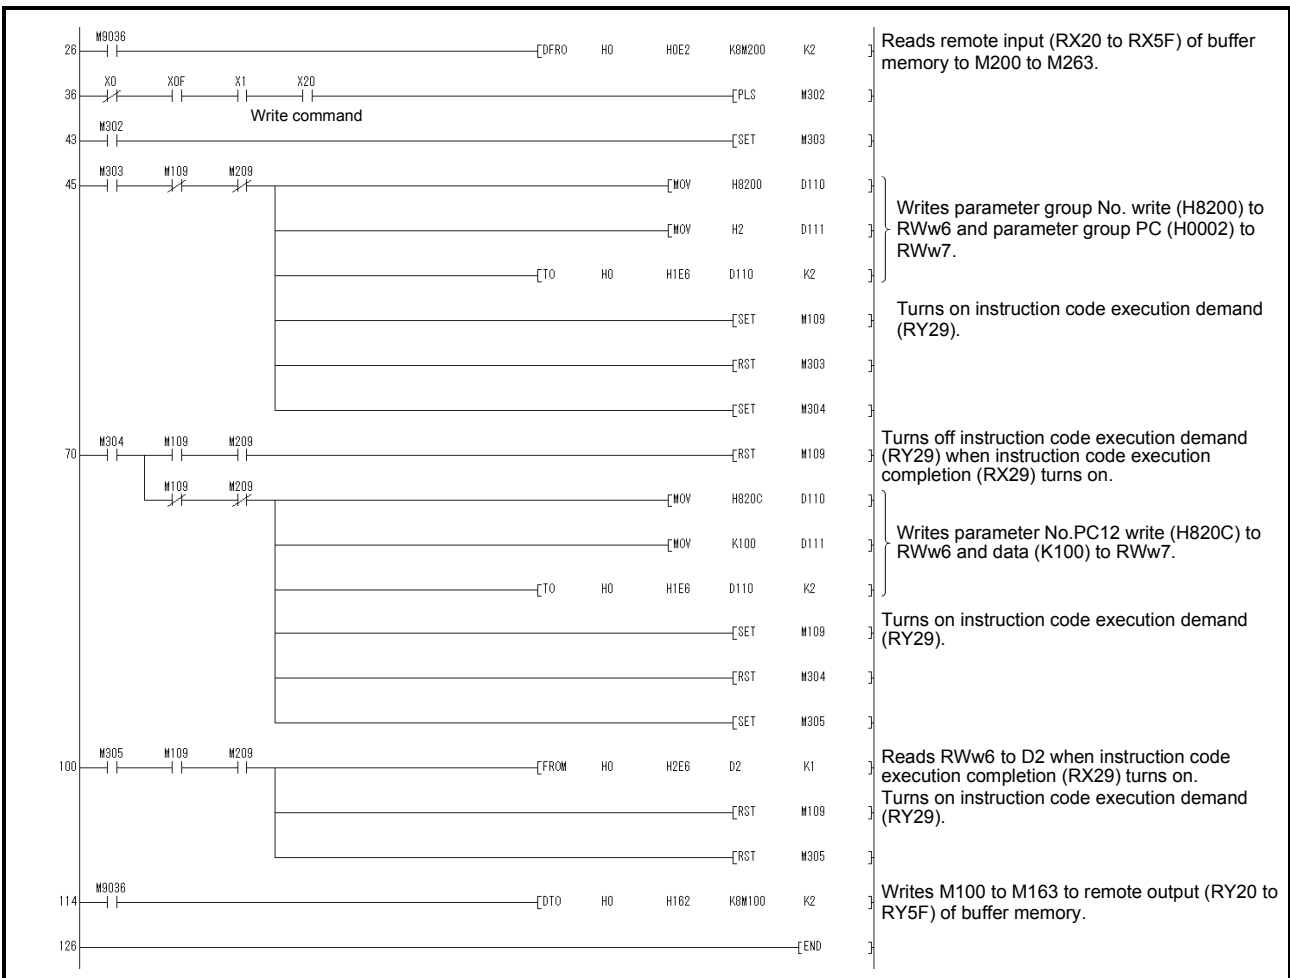 M9036
26 [DFRO H0 H0E2 K8M200 K2 ]
Reads remote input (RX20 to RX5F) of buffer
memory to M200 to M263.
X0 X0F X1 X20
36 [PLS M302 ]
Write command
M302
43 [SET M303 ]
M303 M109 M209
45 [MOV H8200 D110 ]
[MOV H2 D111 ]
Writes parameter group No. write (H8200) to
RWw6 and parameter group PC (H0002) to
RWw7.
[TO H0 H1E6 D110 K2 ]
[SET M109 ]
Turns on instruction code execution demand
(RY29).
[RST M303 ]
[SET M304 ]
M304 M109 M209
70 [RST M109 ]
Turns off instruction code execution demand
(RY29) when instruction code execution
completion (RX29) turns on.
M109 M209
[MOV H820C D110 ]
[MOV K100 D111 ]
Writes parameter No.PC12 write (H820C) to
RWw6 and data (K100) to RWw7.
[TO H0 H1E6 D110 K2 ]
[SET M109 ]
Turns on instruction code execution demand
(RY29).
[RST M304 ]
[SET M305 ]
M305 M109 M209
100 [FROM H0 H2E6 D2 K1 ]
Reads RWw6 to D2 when instruction code
execution completion (RX29) turns on.
Turns on instruction code execution demand
(RY29).
[RST M109 ]
[RST M305 ]
M9036
114 [DTO H0 H162 K8M100 K2 ]
Writes M100 to M163 to remote output (RY20 to
RY5F) of buffer memory.
126 [END ]